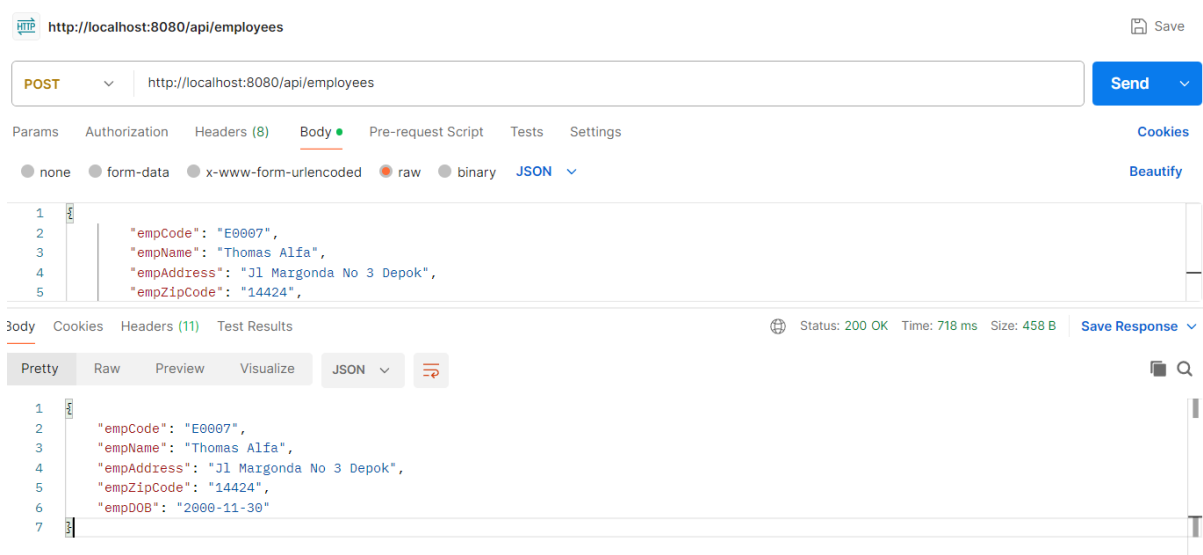 HTTP http://localhost:8080/api/employees Save
POST http://localhost:8080/api/employees Send
Params Authorization Headers (8) Body Pre-request Script Tests Settings Cookies
none form-data x-www-form-urlencoded raw binary JSON Beautify
1 {
2 "empCode": "E0007",
3 "empName": "Thomas Alfa",
4 "empAddress": "Jl Margonda No 3 Depok",
5 "empZipCode": "14424",
Body Cookies Headers (11) Test Results Status: 200 OK Time: 718 ms Size: 458 B Save Response
Pretty Raw Preview Visualize JSON
1 {
2 "empCode": "E0007",
3 "empName": "Thomas Alfa",
4 "empAddress": "Jl Margonda No 3 Depok",
5 "empZipCode": "14424",
6 "empDOB": "2000-11-30"
7 }